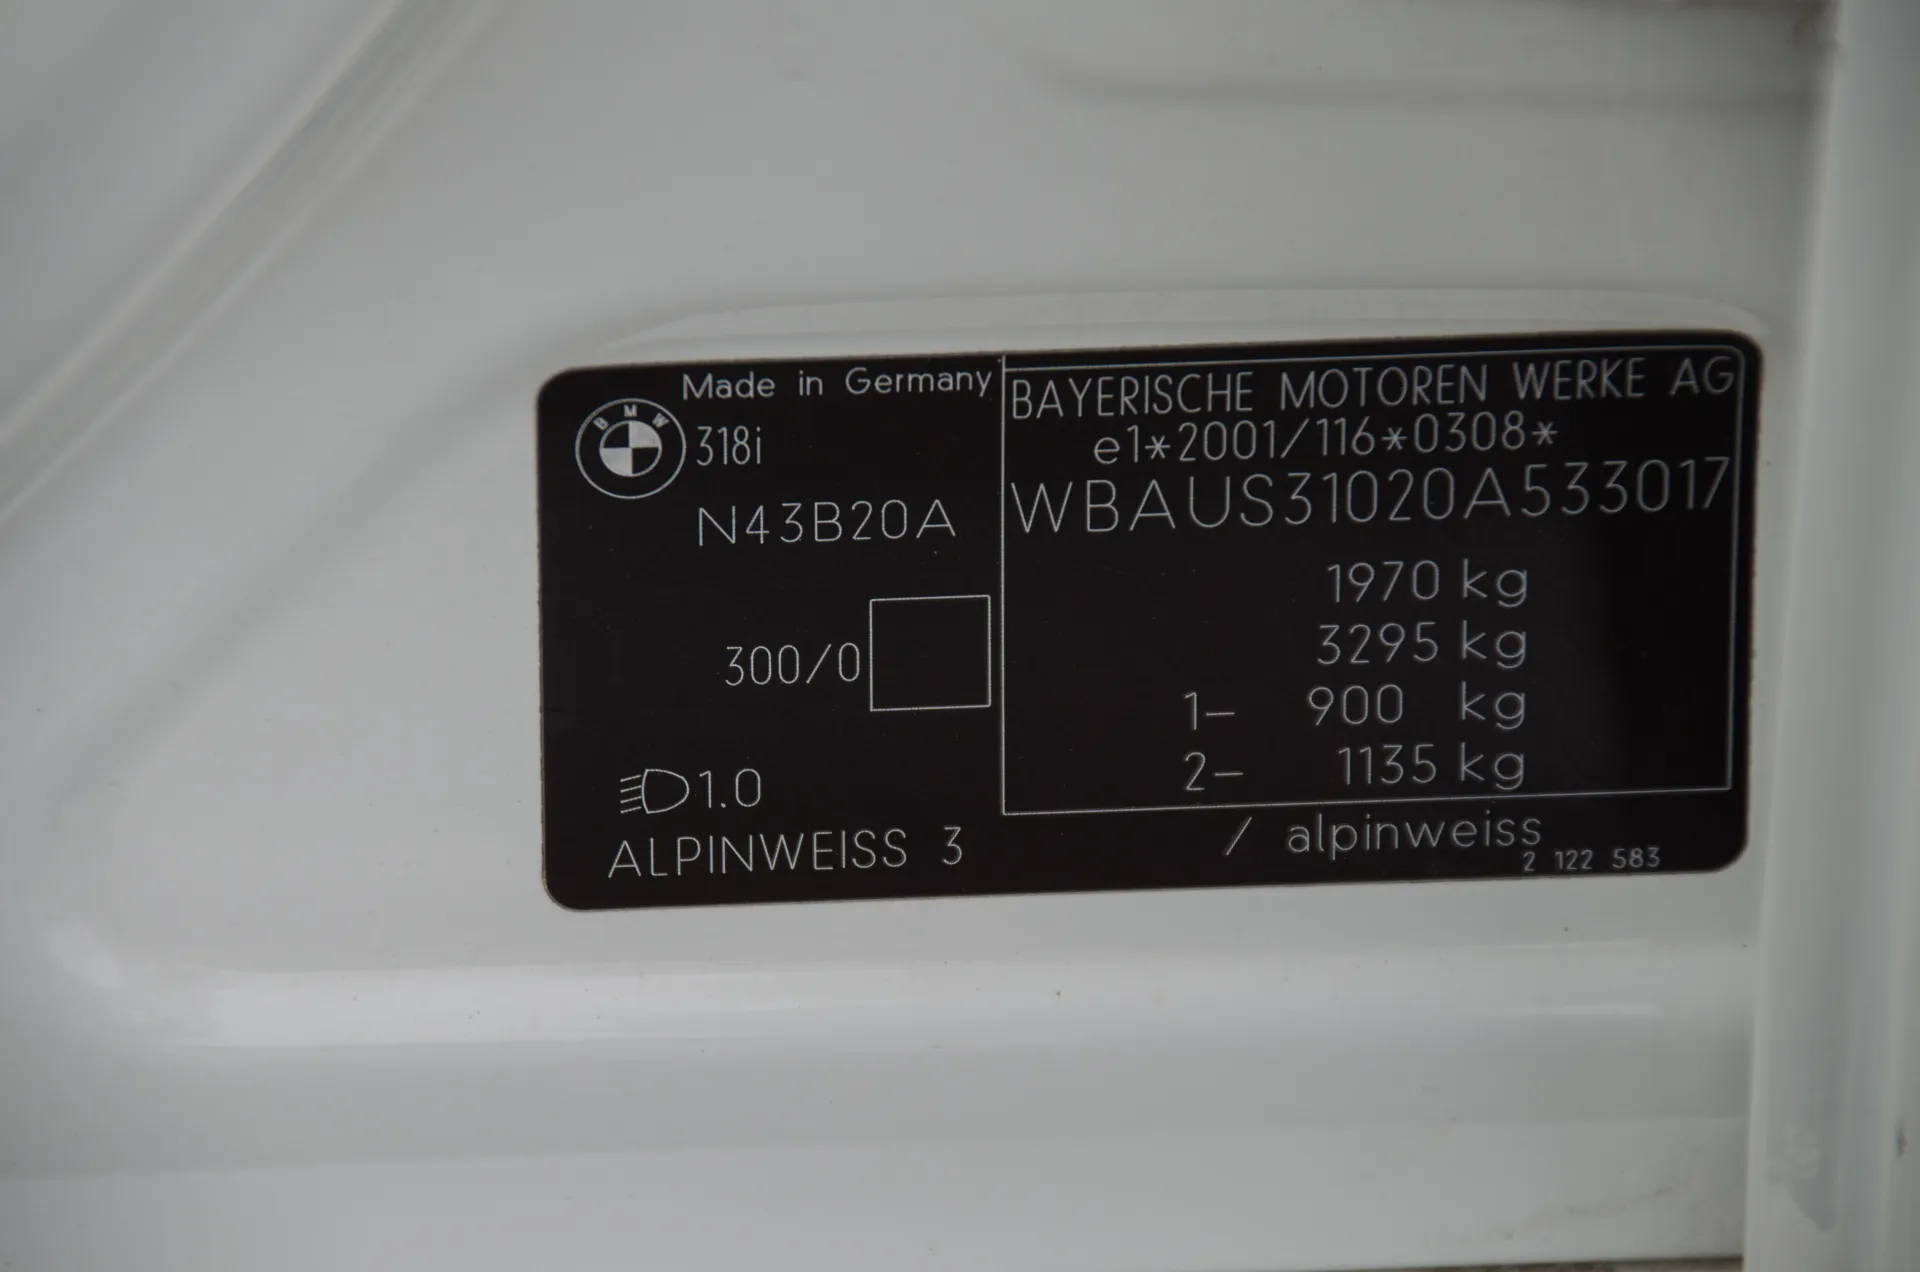 Made in Germany
BMW
318i
N43B20A
300/0
1.0
ALPINWEISS 3
BAYERISCHE MOTOREN WERKE AG
e1*2001/116*0308*
WBAUS31020A533017
1970 kg
3295 kg
1- 900 kg
2- 1135 kg
/ alpinweiss
2 122 583